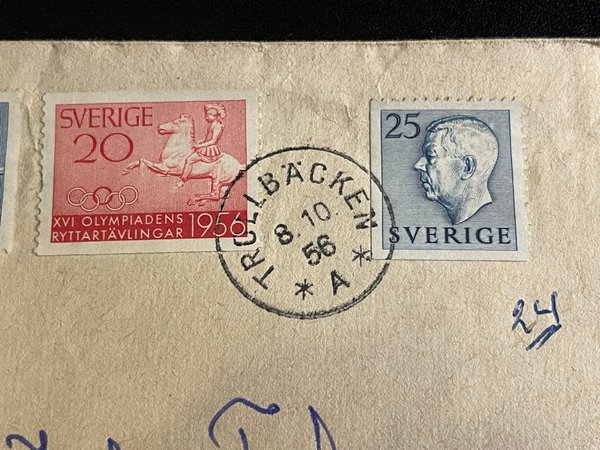 SVERIGE
20
XVI OLYMPIADENS
RYTTARTÄVLINGAR 1956
TROLLBÄCKEN
8.10.
56
* A *
25
SVERIGE
24